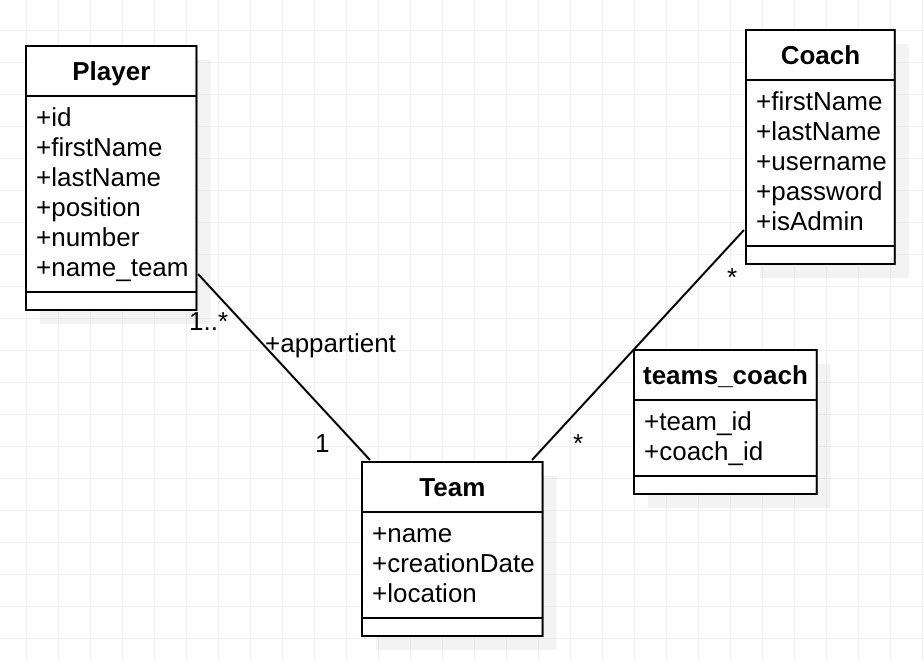 Player
+id
+firstName
+lastName
+position
+number
+name_team
1..*
+appartient
1
Coach
+firstName
+lastName
+username
+password
+isAdmin
*
teams_coach
+team_id
+coach_id
*
Team
+name
+creationDate
+location